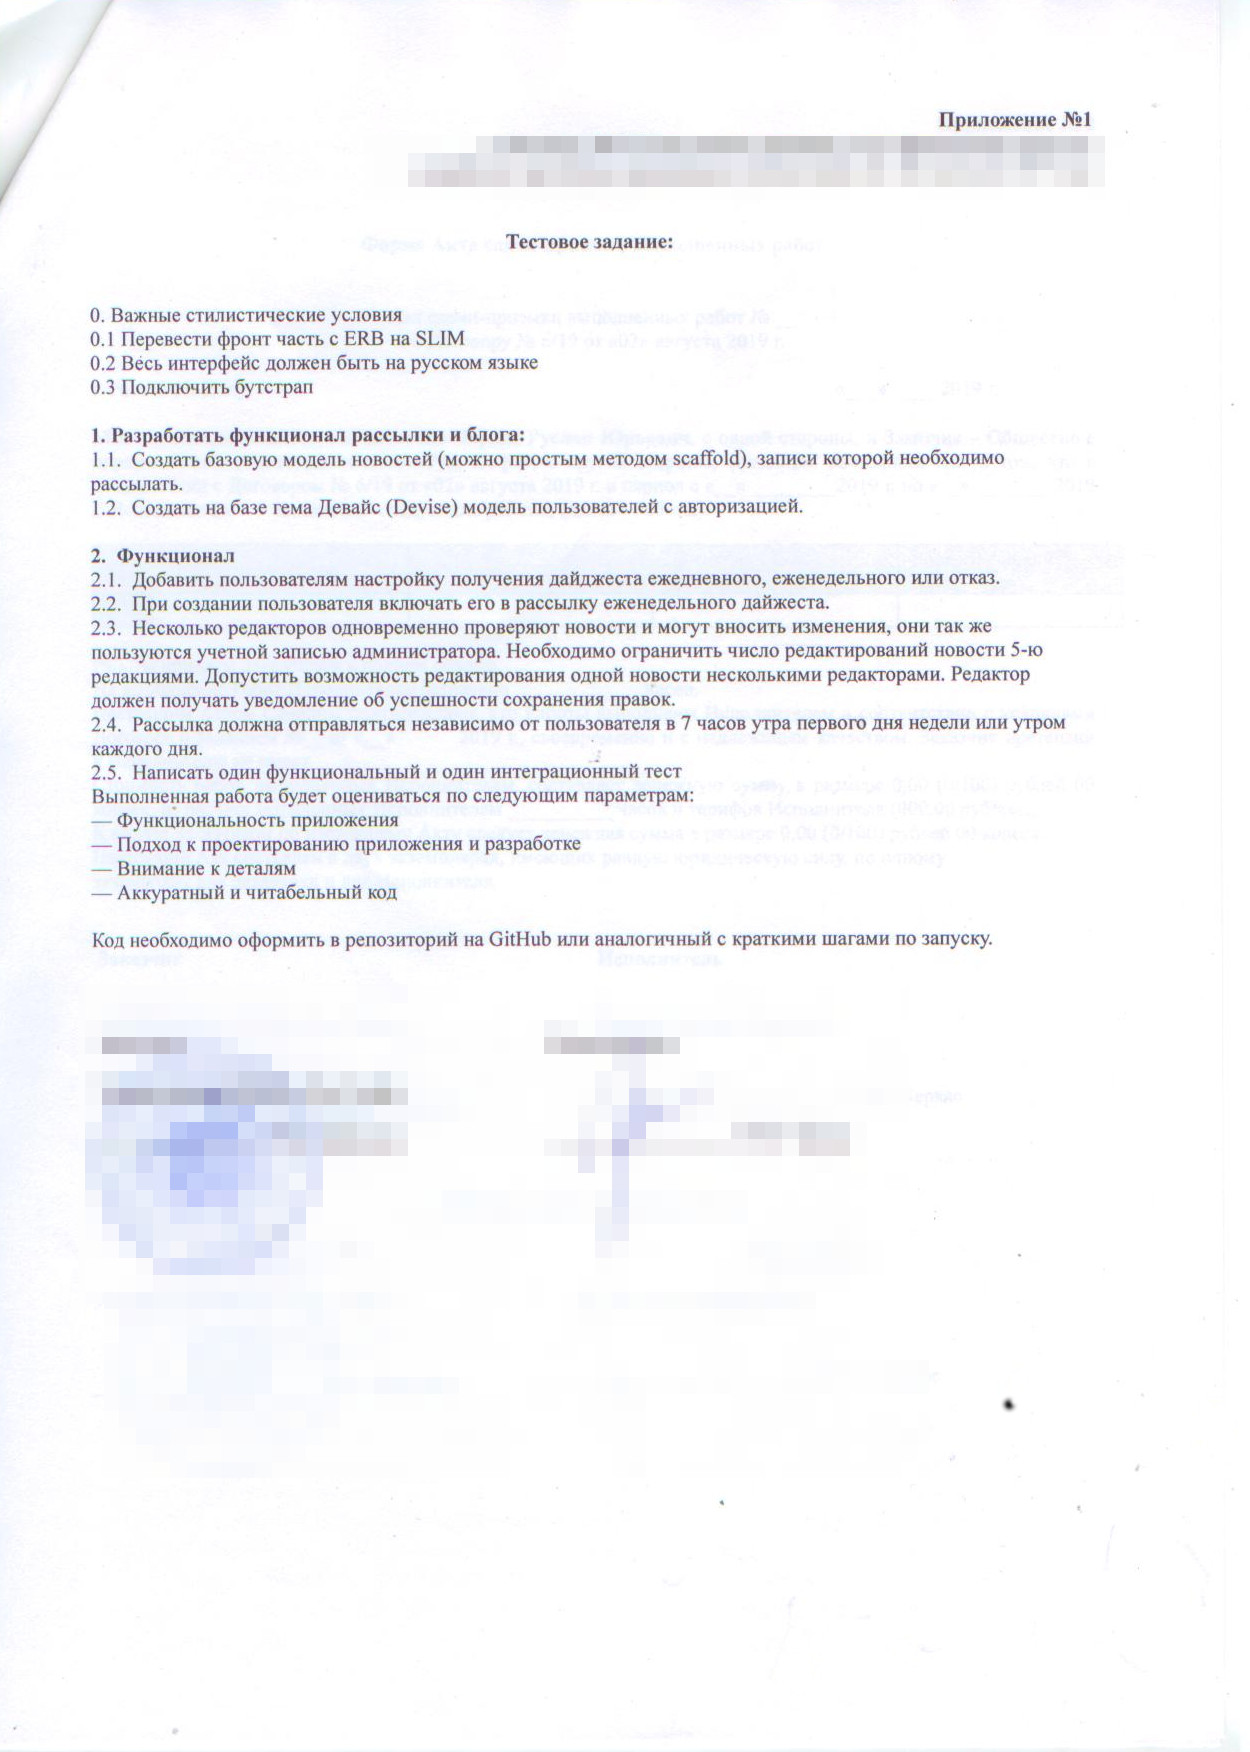 Приложение №1
Тестовое задание:
0. Важные стилистические условия
0.1 Перевести фронт часть с ERB на SLIM
0.2 Весь интерфейс должен быть на русском языке
0.3 Подключить бутстрап
1. Разработать функционал рассылки и блога:
1.1. Создать базовую модель новостей (можно простым методом scaffold), записи которой необходимо
рассылать.
1.2. Создать на базе гема Девайс (Devise) модель пользователей с авторизацией.
2. Функционал
2.1. Добавить пользователям настройку получения дайджеста ежедневного, еженедельного или отказ.
2.2. При создании пользователя включать его в рассылку еженедельного дайжеста.
2.3. Несколько редакторов одновременно проверяют новости и могут вносить изменения, они так же
пользуются учетной записью администратора. Необходимо ограничить число редактирований новости 5-ю
редакциями. Допустить возможность редактирования одной новости несколькими редакторами. Редактор
должен получать уведомление об успешности сохранения правок.
2.4. Рассылка должна отправляться независимо от пользователя в 7 часов утра первого дня недели или утром
каждого дня.
2.5. Написать один функциональный и один интеграционный тест
Выполненная работа будет оцениваться по следующим параметрам:
— Функциональность приложения
— Подход к проектированию приложения и разработке
— Внимание к деталям
— Аккуратный и читабельный код
Код необходимо оформить в репозиторий на GitHub или аналогичный с краткими шагами по запуску.